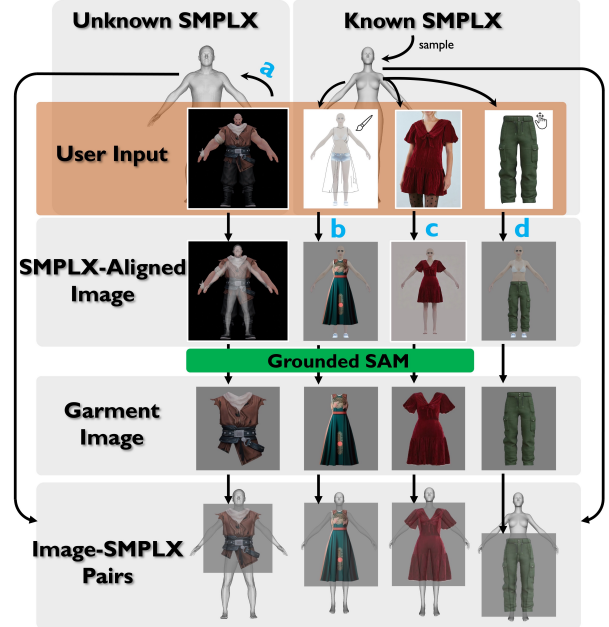 Unknown SMPLX
Known SMPLX
sample
a
User Input
b
c
d
SMPLX-Aligned
Image
Grounded SAM
Garment
Image
Image-SMPLX
Pairs